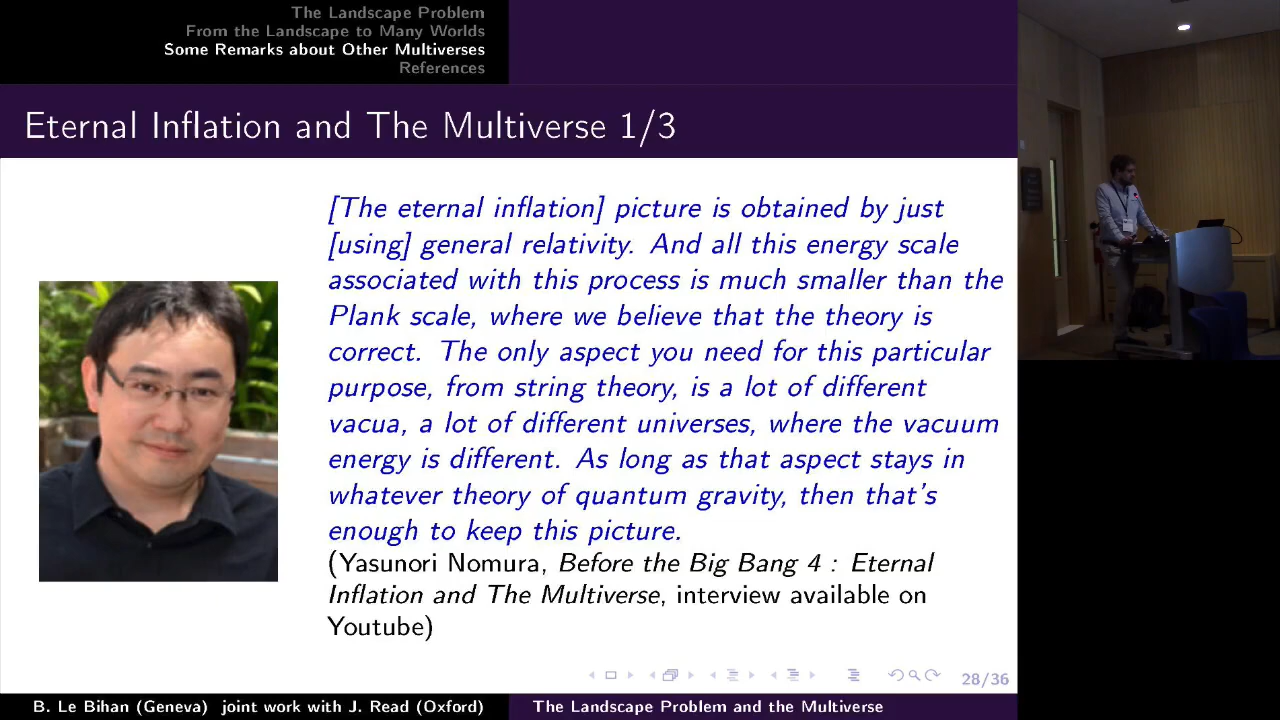 The Landscape Problem
From the Landscape to Many Worlds
Some Remarks about Other Multiverses
References
Eternal Inflation and The Multiverse 1/3
[The eternal inflation] picture is obtained by just
[using] general relativity. And all this energy scale
associated with this process is much smaller than the
Plank scale, where we believe that the theory is
correct. The only aspect you need for this particular
purpose, from string theory, is a lot of different
vacua, a lot of different universes, where the vacuum
energy is different. As long as that aspect stays in
whatever theory of quantum gravity, then that's
enough to keep this picture.
(Yasunori Nomura, Before the Big Bang 4 : Eternal
Inflation and The Multiverse, interview available on
Youtube)
28/36
B. Le Bihan (Geneva) joint work with J. Read (Oxford)
The Landscape Problem and the Multiverse